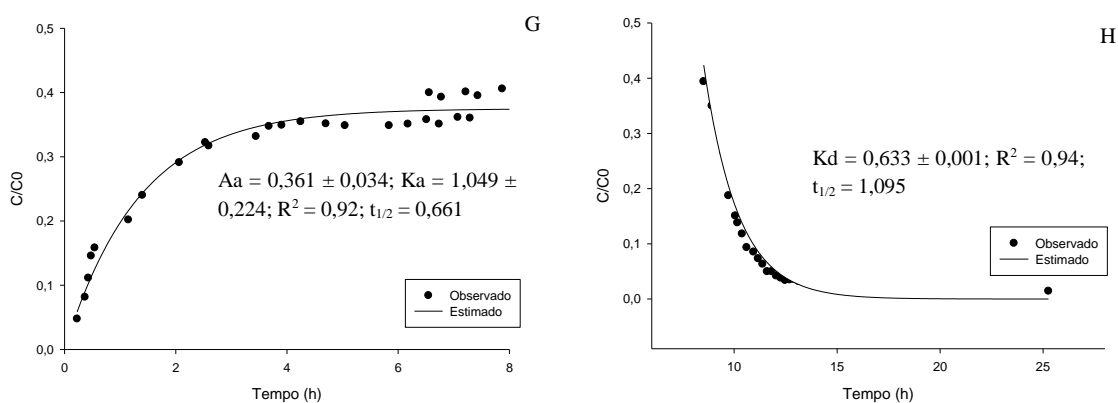 G
0,5
0,4
0,3
0,2
0,1
0,0
C/C0
0 2 4 6 8
Tempo (h)
Aa = 0,361 ± 0,034; Ka = 1,049 ±
0,224; R² = 0,92; t1/2 = 0,661
Observado
Estimado
H
0,5
0,4
0,3
0,2
0,1
0,0
C/C0
10 15 20 25
Tempo (h)
Kd = 0,633 ± 0,001; R² = 0,94;
t1/2 = 1,095
Observado
Estimado